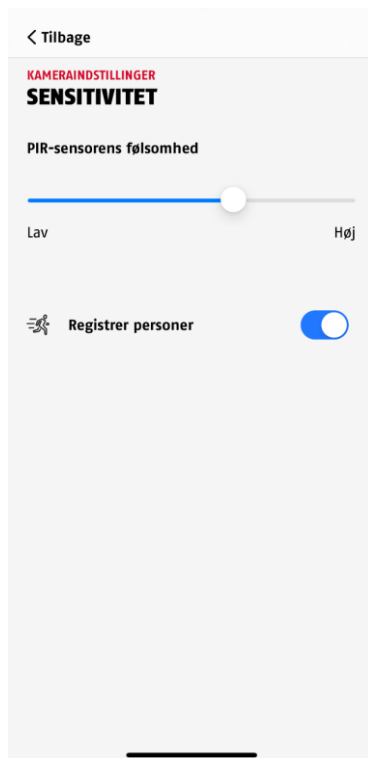 Tilbage
KAMERAINDSTILLINGER
SENSITIVITET
PIR-sensorens følsomhed
Lav Høj
Registrer personer